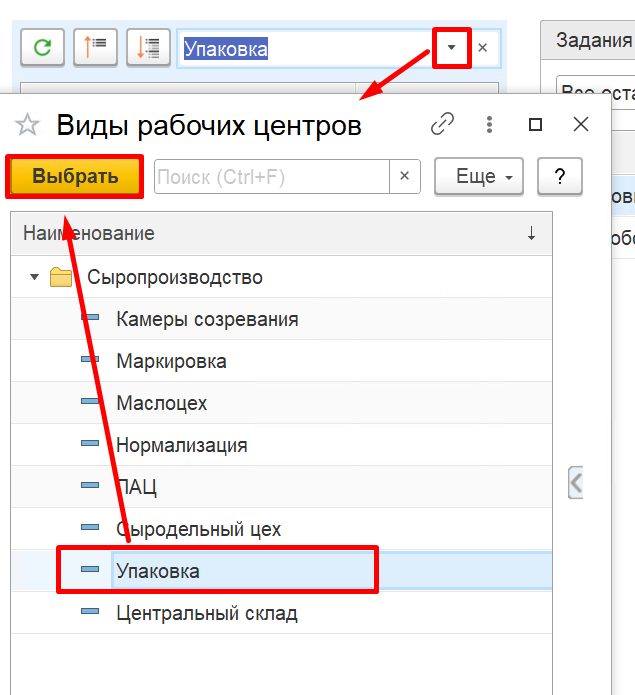 Упаковка
Задания
Все оста
Виды рабочих центров
Выбрать
Поиск (Ctrl+F)
Еще
?
Наименование
Сыропроизводство
Камеры созревания
Маркировка
Маслоцех
Нормализация
ПАЦ
Сыродельный цех
Упаковка
Центральный склад